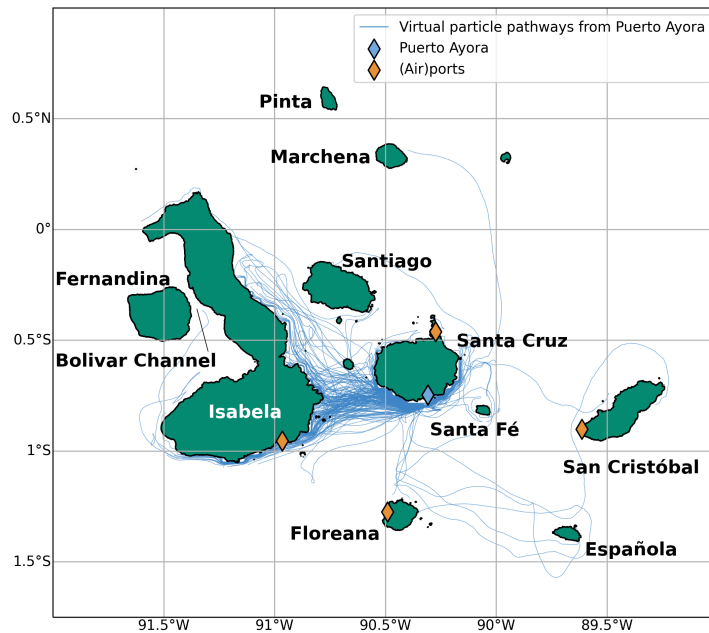 Virtual particle pathways from Puerto Ayora
Puerto Ayora
(Air)ports
Pinta
0.5°N
Marchena
0°
Santiago
Fernandina
0.5°S
Santa Cruz
Bolivar Channel
Isabela
Santa Fé
1°S
San Cristóbal
Floreana
Española
1.5°S
91.5°W
91°W
90.5°W
90°W
89.5°W